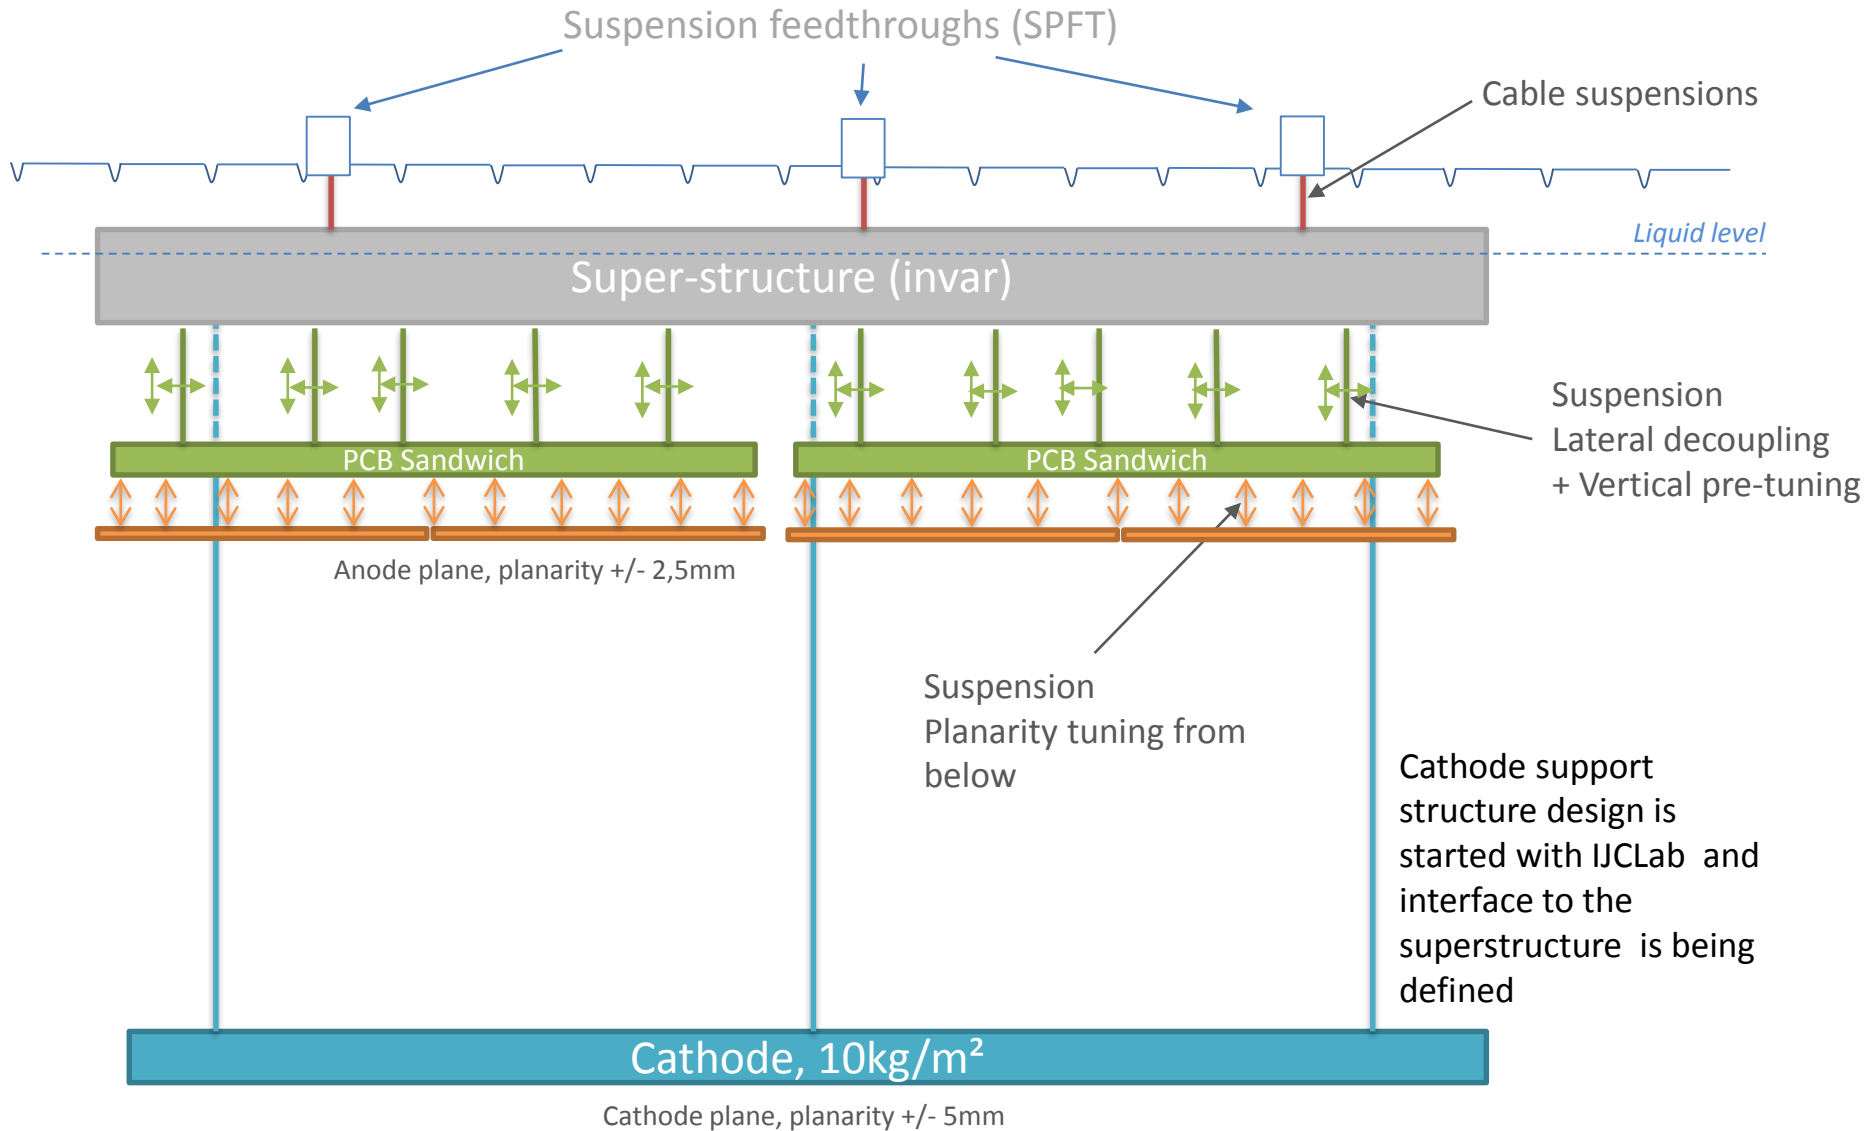 Suspension feedthroughs (SPFT)
Cable suspensions
Liquid level
Super-structure (invar)
Suspension
Lateral decoupling
+ Vertical pre-tuning
PCB Sandwich
PCB Sandwich
Anode plane, planarity +/- 2,5mm
Suspension
Planarity tuning from
below
Cathode support
structure design is
started with IJCLab  and
interface to the
superstructure  is being
defined
Cathode, 10kg/m²
Cathode plane, planarity +/- 5mm